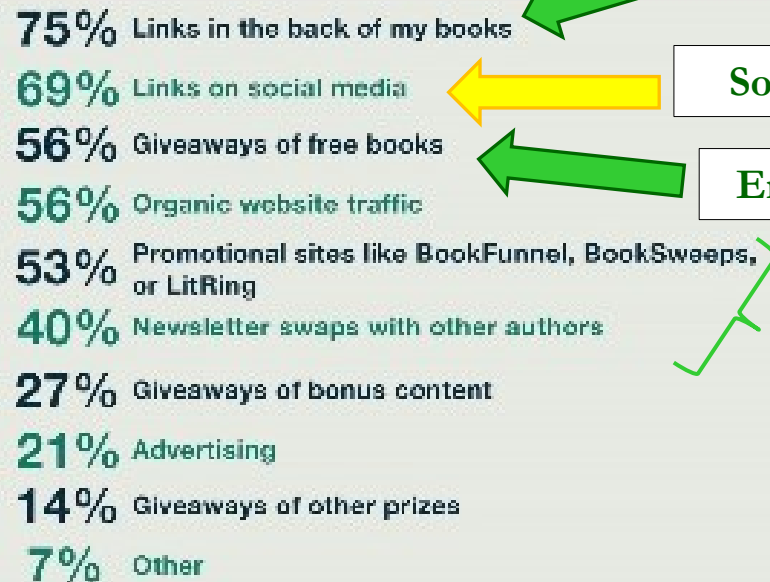 75% Links in the back of my books
69% Links on social media
So
56% Giveaways of free books
56% Organic website traffic
53% Promotional sites like BookFunnel, BookSweeps,
or LitRing
40% Newsletter swaps with other authors
27% Giveaways of bonus content
21% Advertising
14% Giveaways of other prizes
7% Other